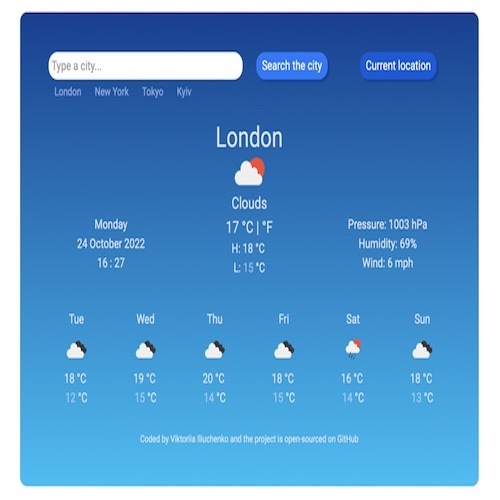 Type a city...
Search the city
Current location
London New York Tokyo Kyiv
London
Clouds
Monday
24 October 2022
16 : 27
17 °C | °F
H: 18 °C
L: 15 °C
Pressure: 1003 hPa
Humidity: 69%
Wind: 6 mph
Tue Wed Thu Fri Sat Sun
18 °C 19 °C 20 °C 18 °C 16 °C 18 °C
12 °C 15 °C 14 °C 15 °C 14 °C 13 °C
Coded by Viktoriia Iliuchenko and the project is open-sourced on GitHub